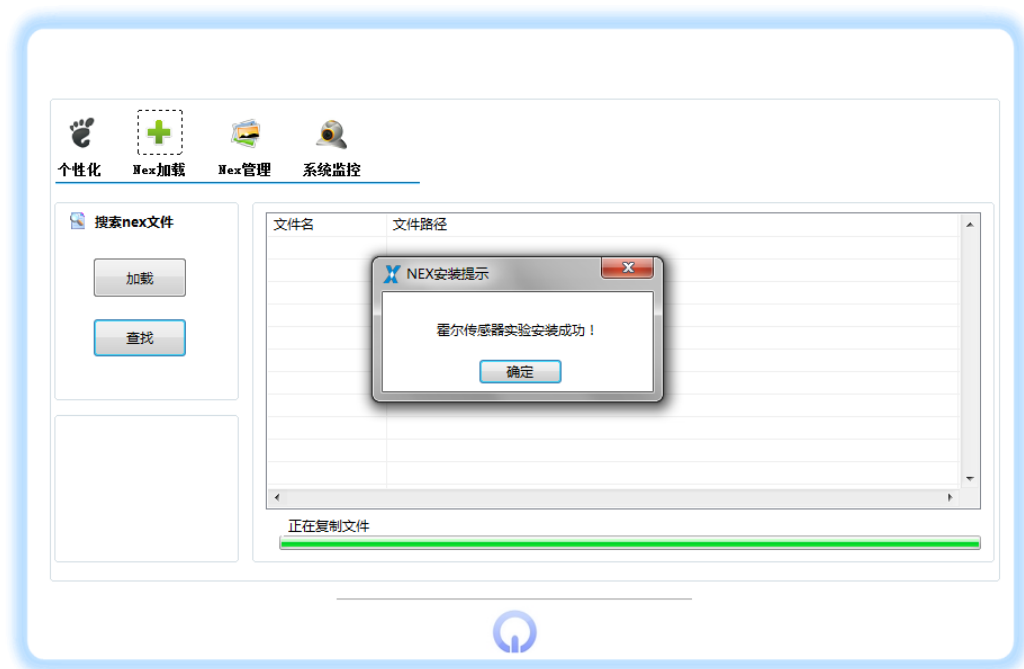 个性化 Nex加载 Nex管理 系统监控
搜索nex文件
加载
查找
文件名 文件路径
NEX安装提示
霍尔传感器实验安装成功！
确定
正在复制文件